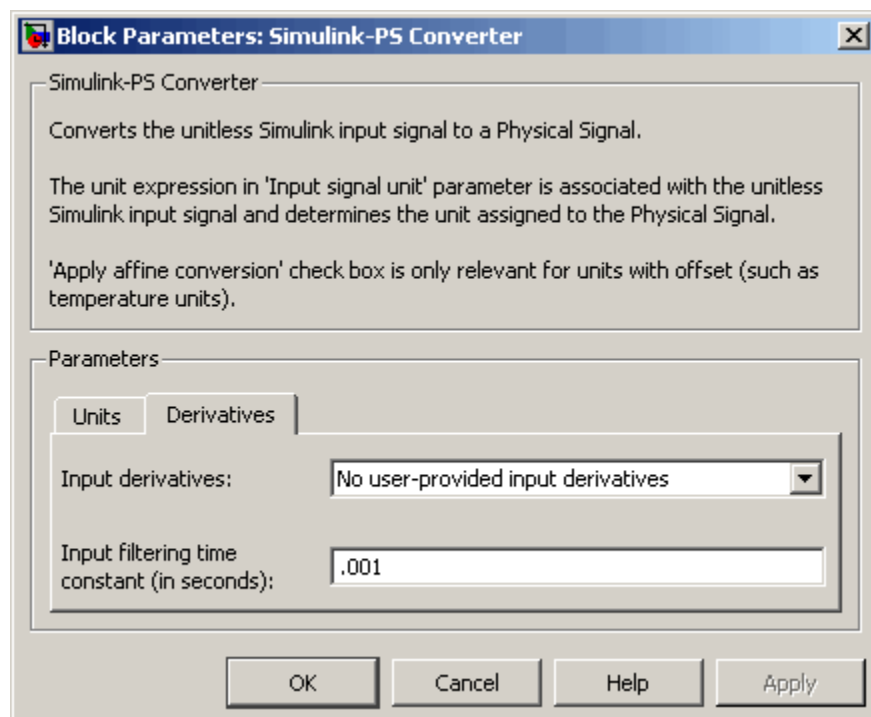 Block Parameters: Simulink-PS Converter
Simulink-PS Converter
Converts the unitless Simulink input signal to a Physical Signal.
The unit expression in 'Input signal unit' parameter is associated with the unitless
Simulink input signal and determines the unit assigned to the Physical Signal.
'Apply affine conversion' check box is only relevant for units with offset (such as
temperature units).
Parameters
Units Derivatives
Input derivatives: No user-provided input derivatives
Input filtering time
constant (in seconds): .001
OK Cancel Help Apply